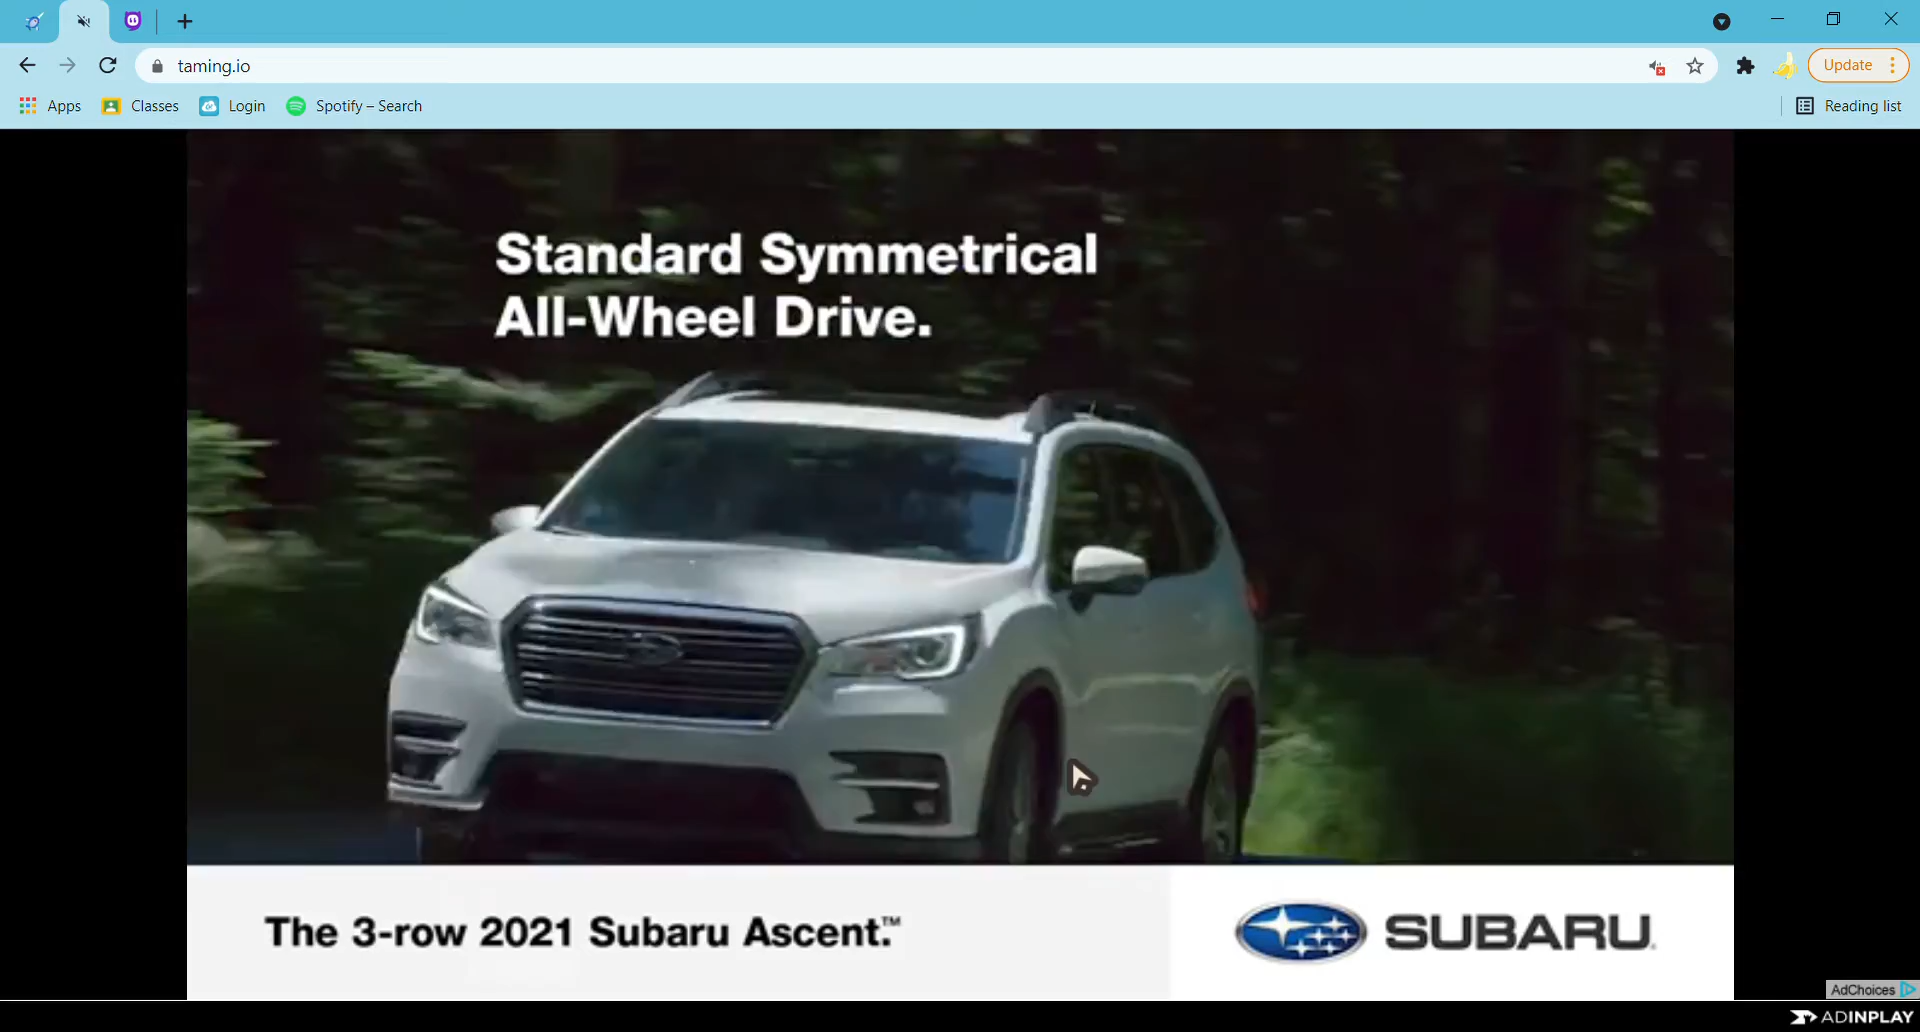 taming.io
Update
Apps
Classes
Login
Spotify – Search
Reading list
Standard Symmetrical
All-Wheel Drive.
The 3-row 2021 Subaru Ascent.™
SUBARU
AdChoices
ADINPLAY